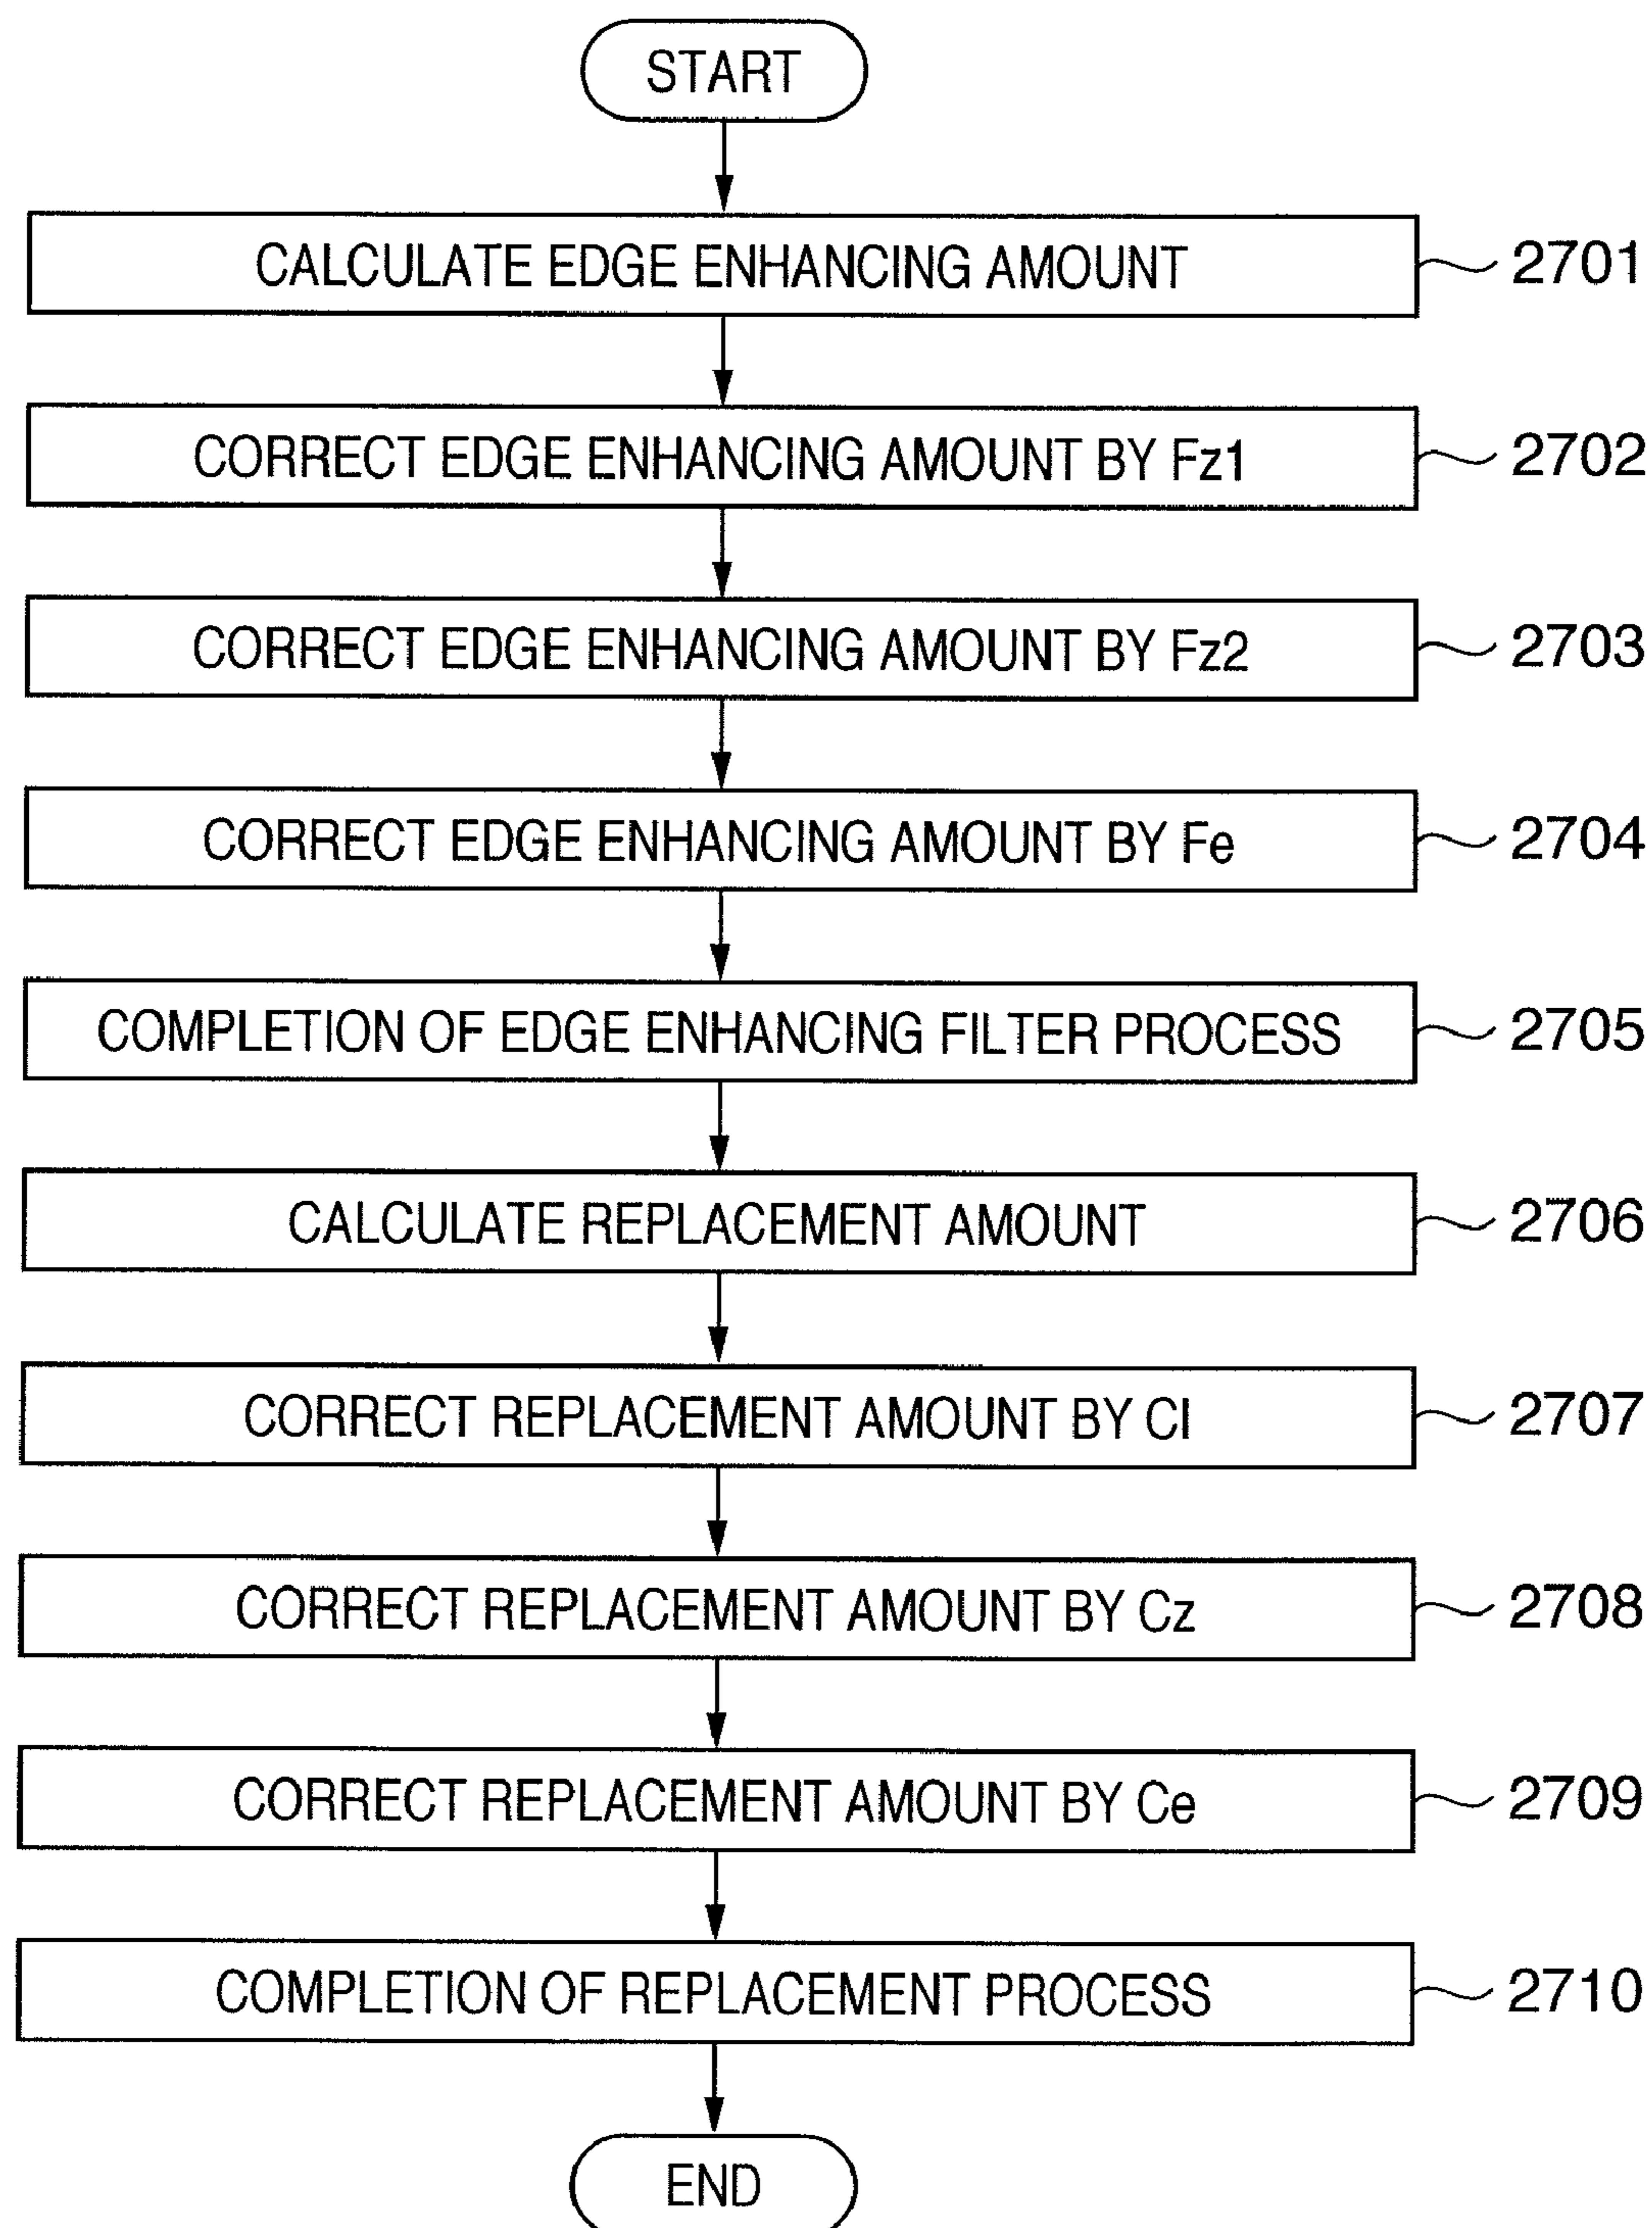 START
CALCULATE EDGE ENHANCING AMOUNT 2701
CORRECT EDGE ENHANCING AMOUNT BY Fz1 2702
CORRECT EDGE ENHANCING AMOUNT BY Fz2 2703
CORRECT EDGE ENHANCING AMOUNT BY Fe 2704
COMPLETION OF EDGE ENHANCING FILTER PROCESS 2705
CALCULATE REPLACEMENT AMOUNT 2706
CORRECT REPLACEMENT AMOUNT BY Cl 2707
CORRECT REPLACEMENT AMOUNT BY Cz 2708
CORRECT REPLACEMENT AMOUNT BY Ce 2709
COMPLETION OF REPLACEMENT PROCESS 2710
END